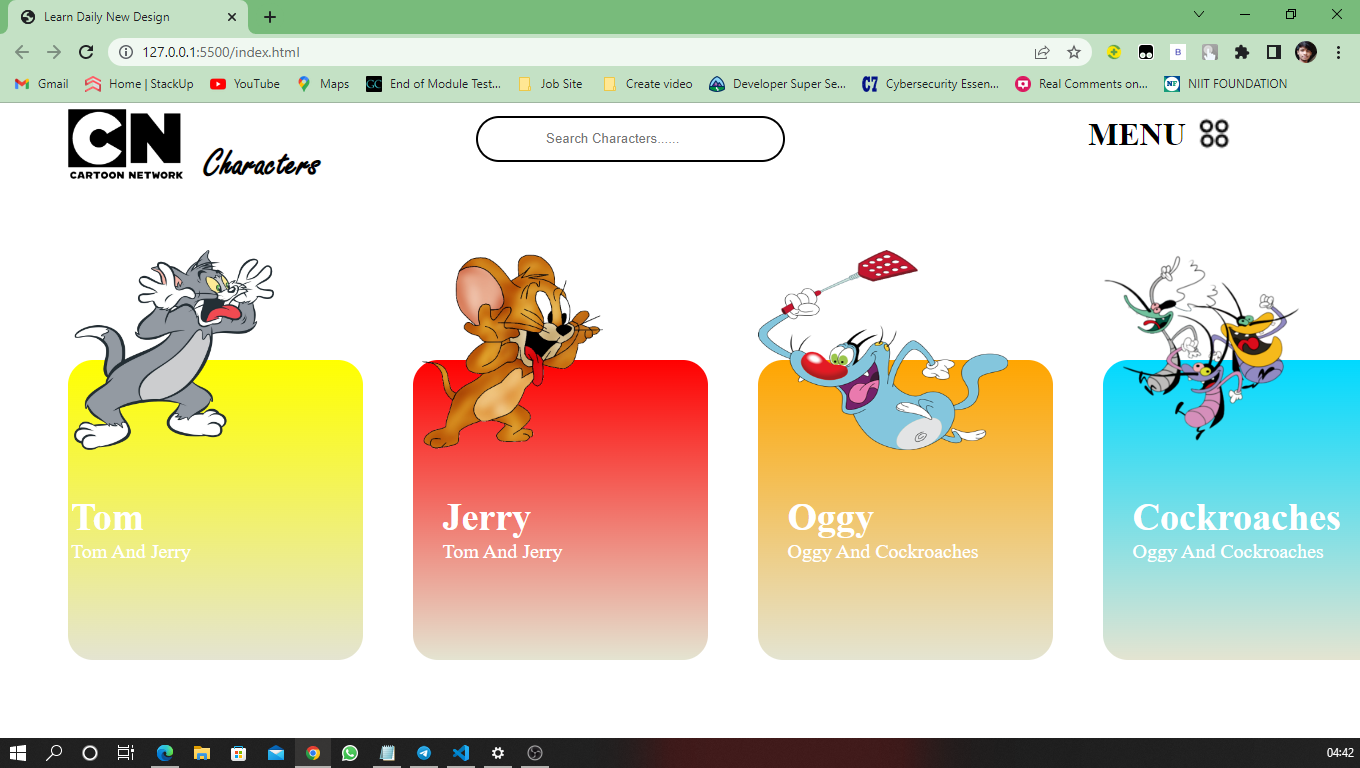 Learn Daily New Design
127.0.0.1:5500/index.html
Gmail
Home | StackUp
YouTube
Maps
GC
End of Module Test...
Job Site
Create video
Developer Super Se...
C7
Cybersecurity Essen...
Real Comments on...
NF
NIIT FOUNDATION
B
CN
CARTOON NETWORK
Characters
Search Characters......
MENU
Tom
Tom And Jerry
Jerry
Tom And Jerry
Oggy
Oggy And Cockroaches
Cockroaches
Oggy And Cockroaches
04:42